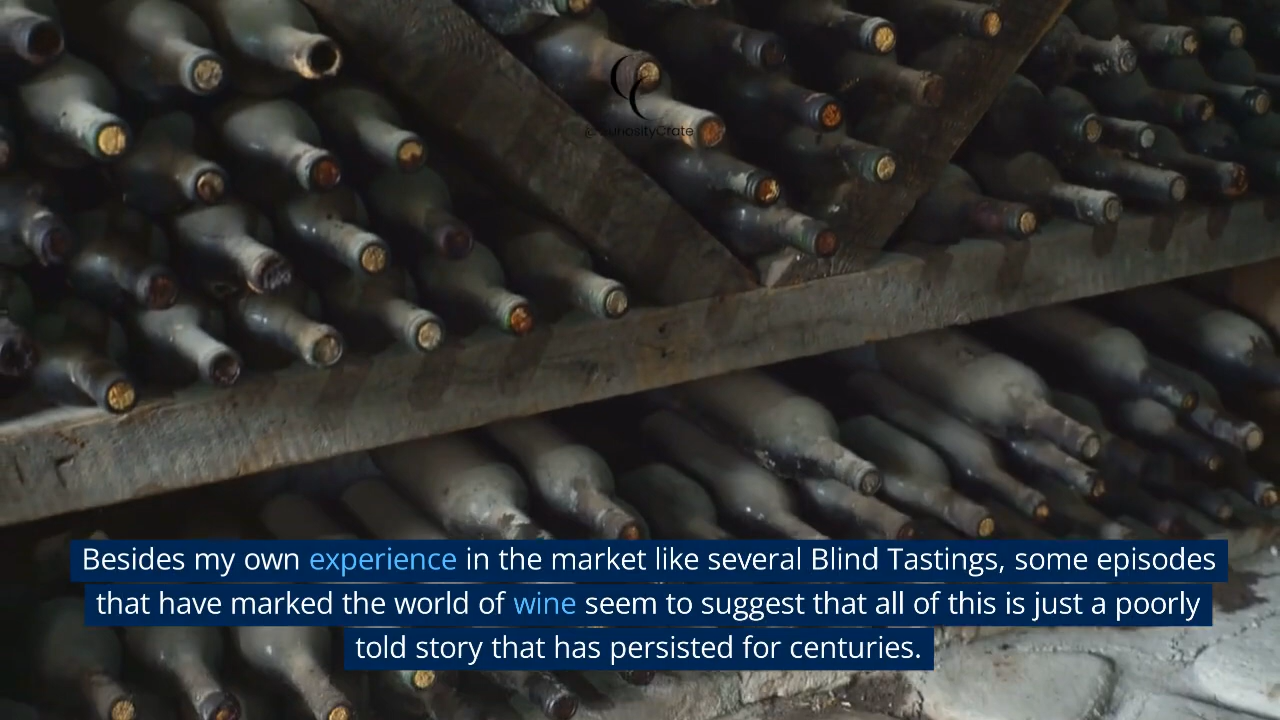 @CuriosityCrate
Besides my own experience in the market like several Blind Tastings, some episodes
that have marked the world of wine seem to suggest that all of this is just a poorly
told story that has persisted for centuries.